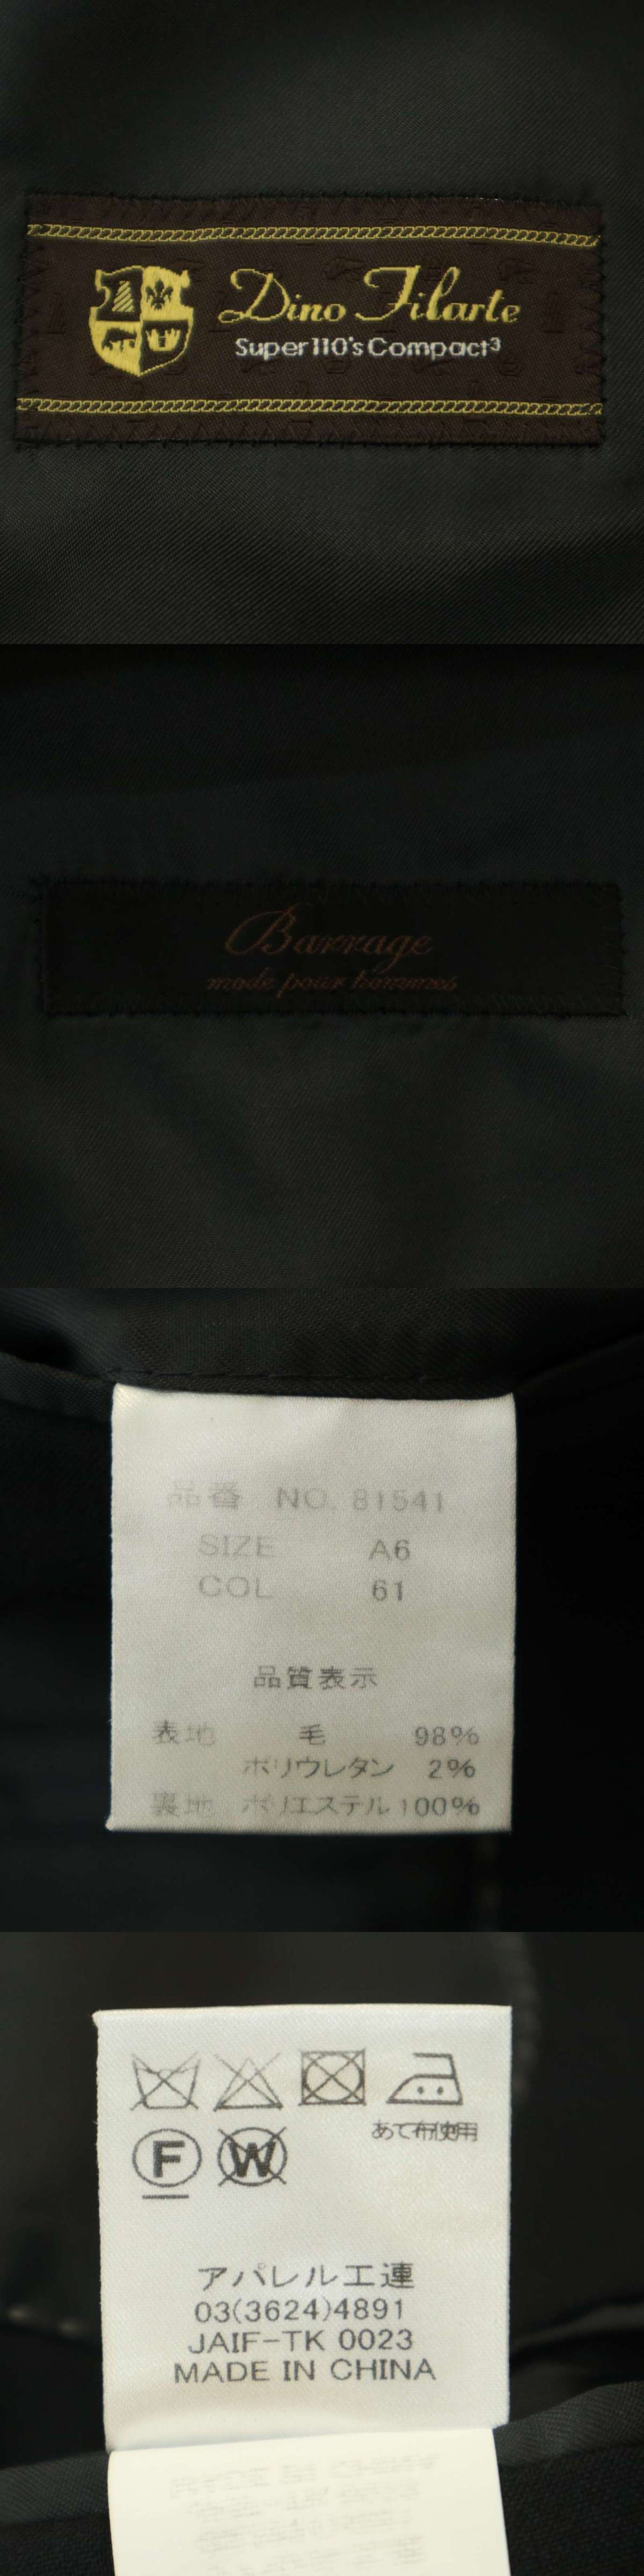 Dino Filarte
Super 110's Compact³
Barrage
mode pour hommes
品番 NO. 81541
SIZE A6
COL 61
品質表示
表地 毛 98%
ポリウレタン 2%
裏地 ポリエステル 100%
あて布使用
F W
アパレル工連
03(3624)4891
JAIF-TK 0023
MADE IN CHINA